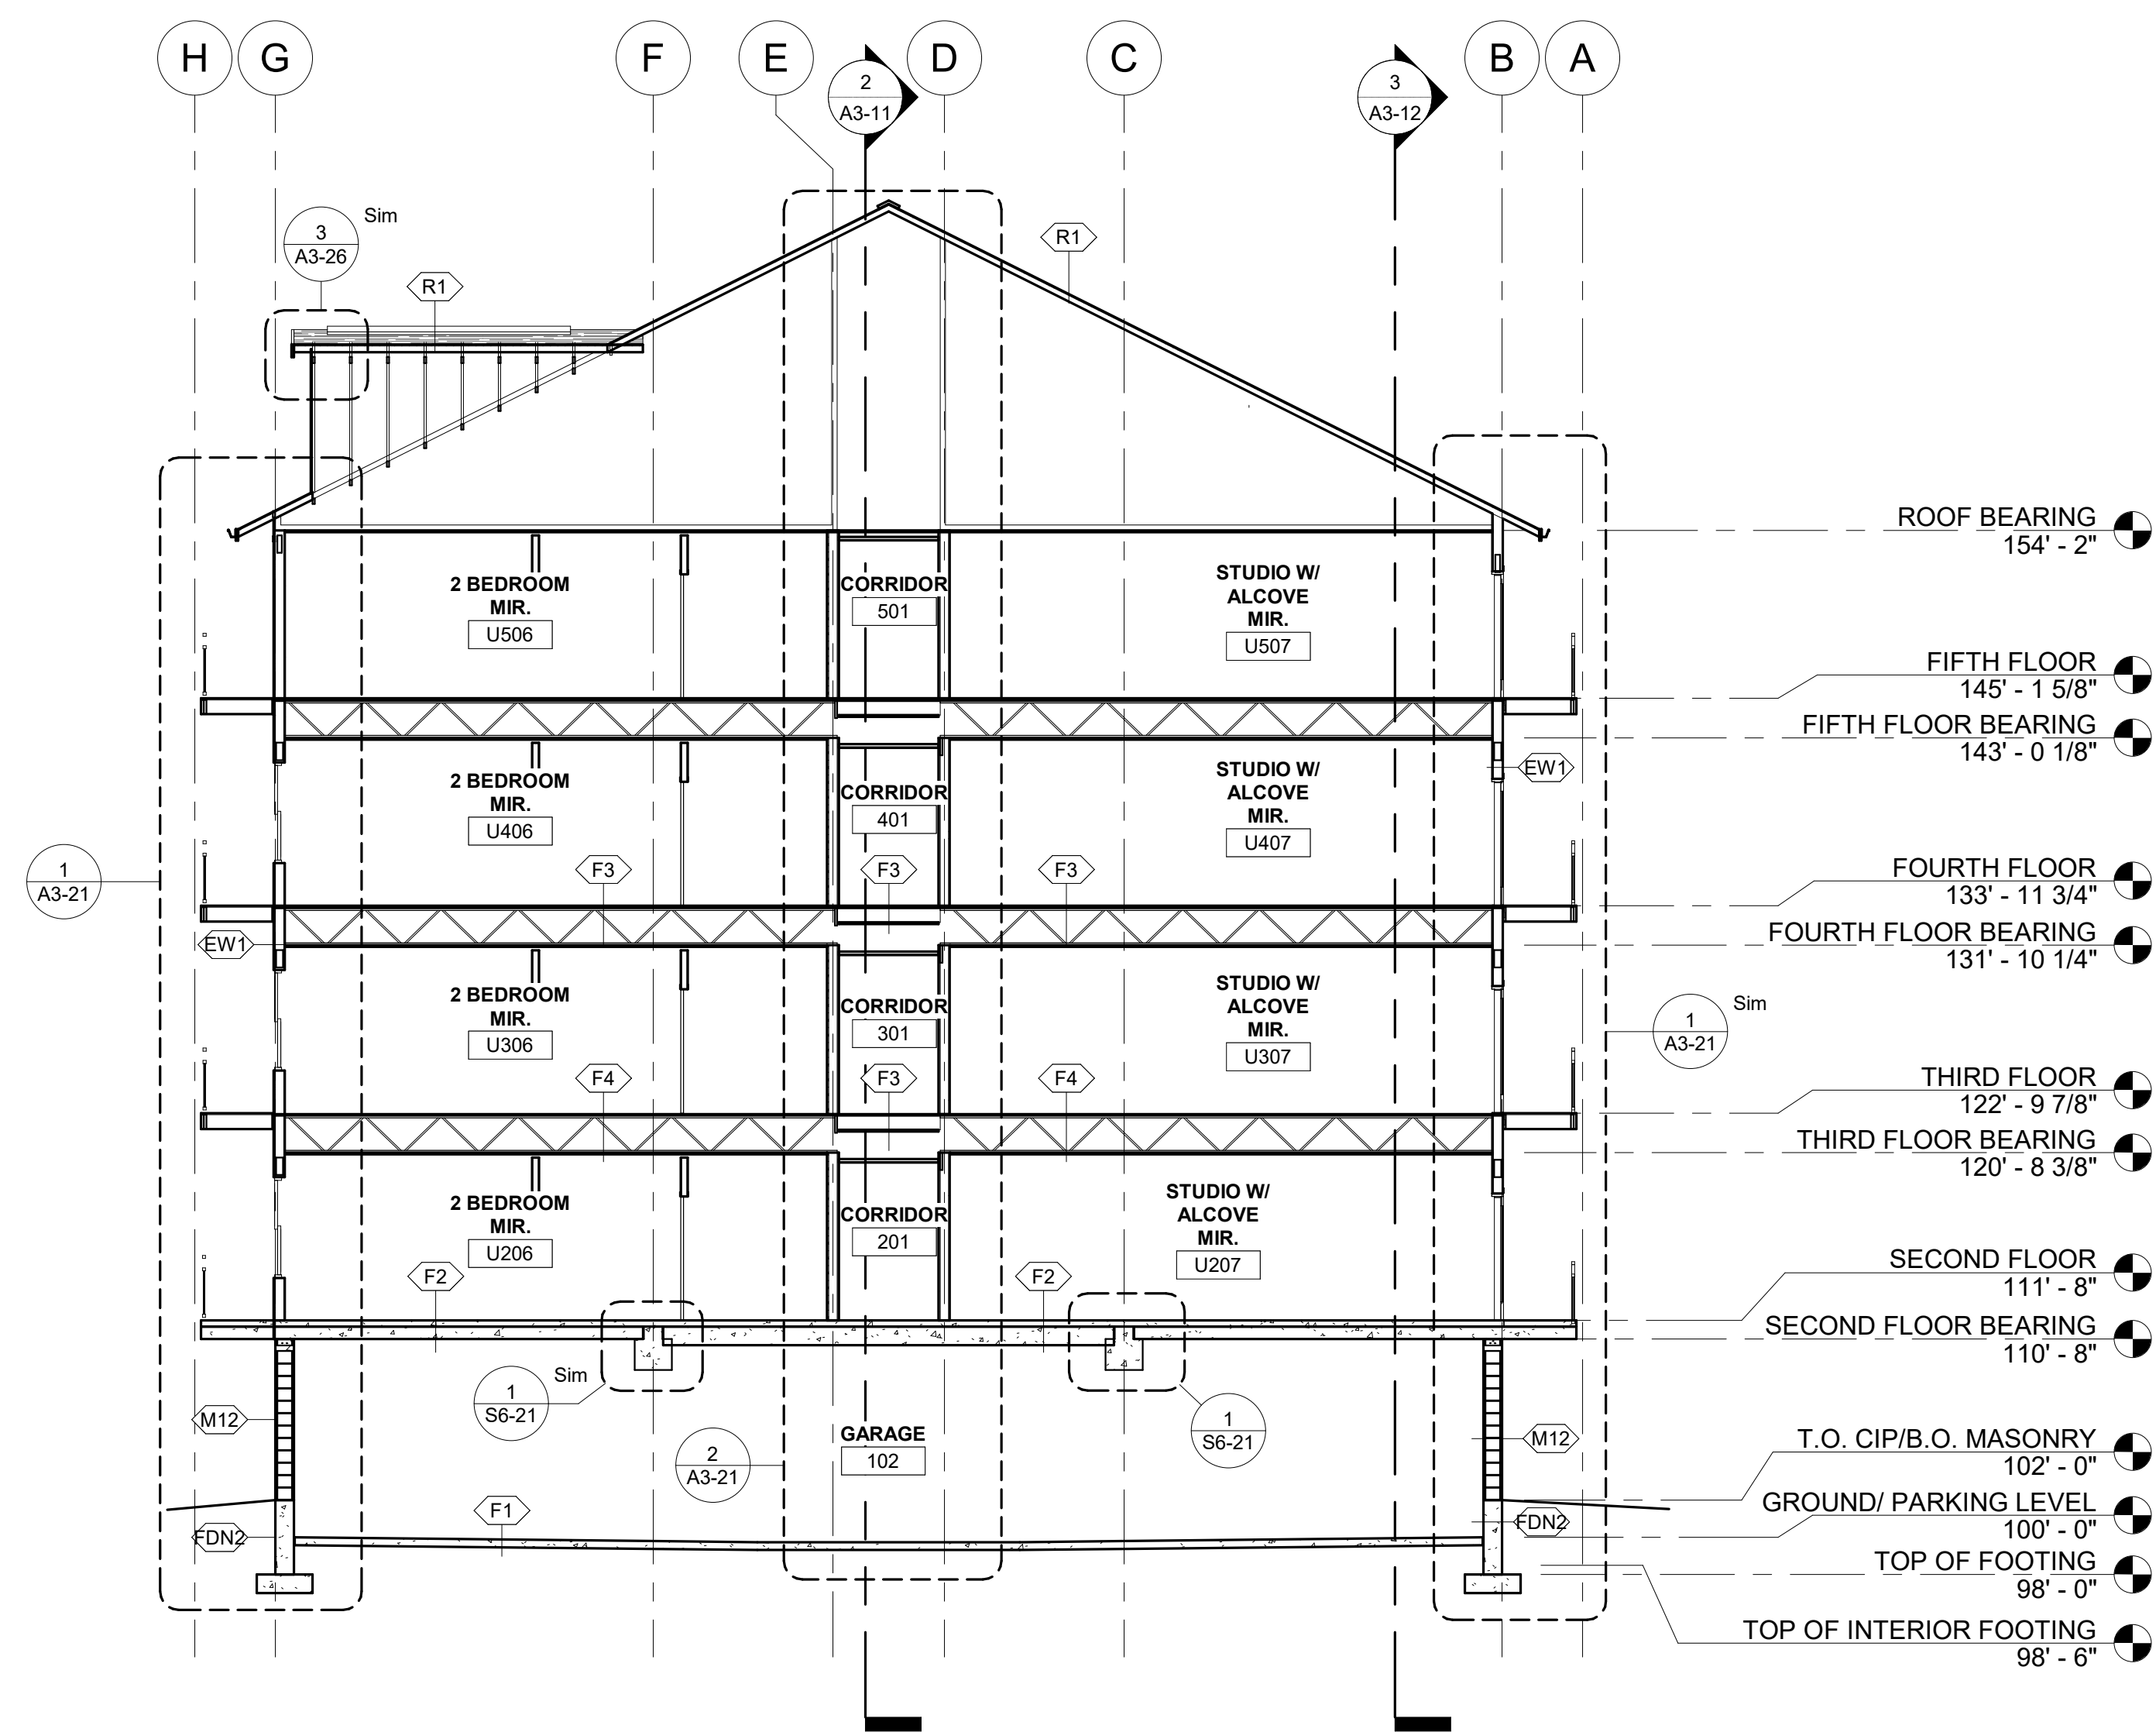 H
G
F
E
D
C
B
A
2
A3-11
3
A3-12
3
A3-26
Sim
R1
R1
ROOF BEARING
154' - 2"
2 BEDROOM
MIR.
U506
CORRIDOR
501
STUDIO W/
ALCOVE
MIR.
U507
FIFTH FLOOR
145' - 1 5/8"
FIFTH FLOOR BEARING
143' - 0 1/8"
EW1
2 BEDROOM
MIR.
U406
CORRIDOR
401
STUDIO W/
ALCOVE
MIR.
U407
1
A3-21
F3
F3
F3
FOURTH FLOOR
133' - 11 3/4"
FOURTH FLOOR BEARING
131' - 10 1/4"
EW1
2 BEDROOM
MIR.
U306
CORRIDOR
301
STUDIO W/
ALCOVE
MIR.
U307
1
A3-21
Sim
F4
F3
F4
THIRD FLOOR
122' - 9 7/8"
THIRD FLOOR BEARING
120' - 8 3/8"
2 BEDROOM
MIR.
U206
CORRIDOR
201
STUDIO W/
ALCOVE
MIR.
U207
F2
F2
SECOND FLOOR
111' - 8"
SECOND FLOOR BEARING
110' - 8"
1
S6-21
Sim
1
S6-21
M12
M12
2
A3-21
GARAGE
102
T.O. CIP/B.O. MASONRY
102' - 0"
F1
FDN2
FDN2
GROUND/ PARKING LEVEL
100' - 0"
TOP OF FOOTING
98' - 0"
TOP OF INTERIOR FOOTING
98' - 6"